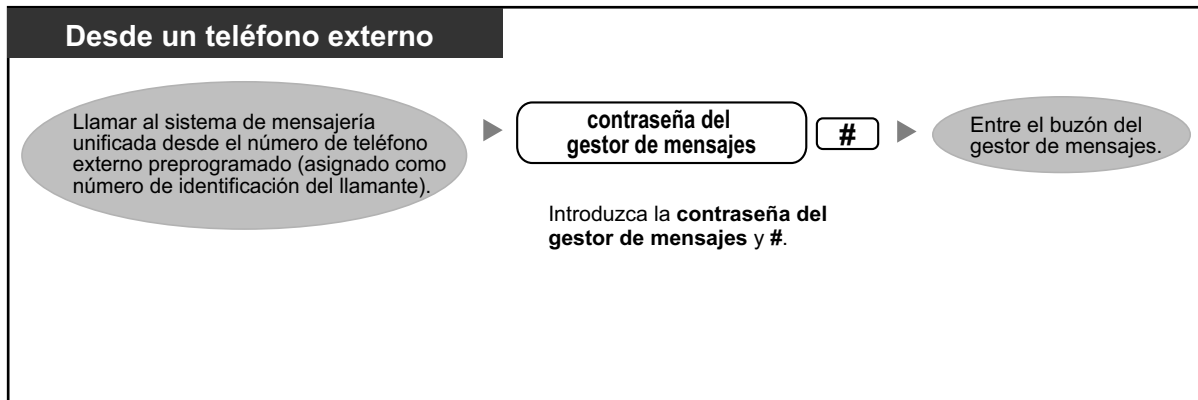 Desde un teléfono externo
Llamar al sistema de mensajería
unificada desde el número de teléfono
externo preprogramado (asignado como
número de identificación del llamante).
contraseña del
gestor de mensajes
#
Entre el buzón del
gestor de mensajes.
Introduzca la contraseña del
gestor de mensajes y #.